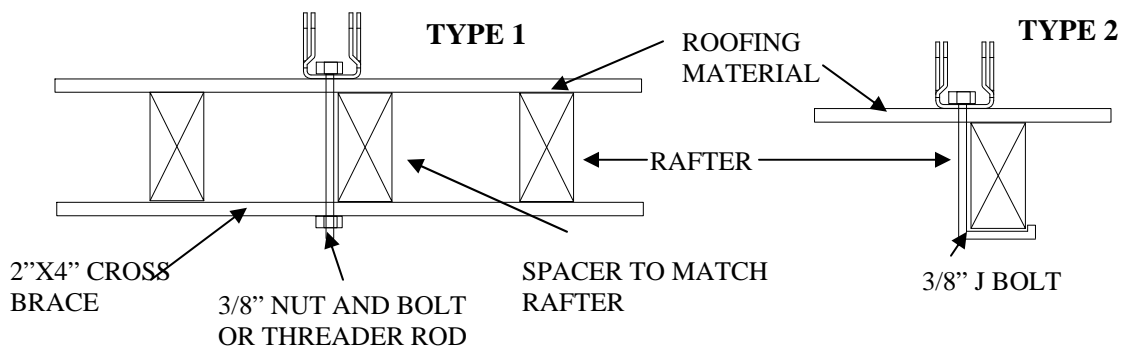 TYPE 1
TYPE 2
ROOFING
MATERIAL
RAFTER
2”X4” CROSS
BRACE
3/8” NUT AND BOLT
OR THREADER ROD
SPACER TO MATCH
RAFTER
3/8” J BOLT